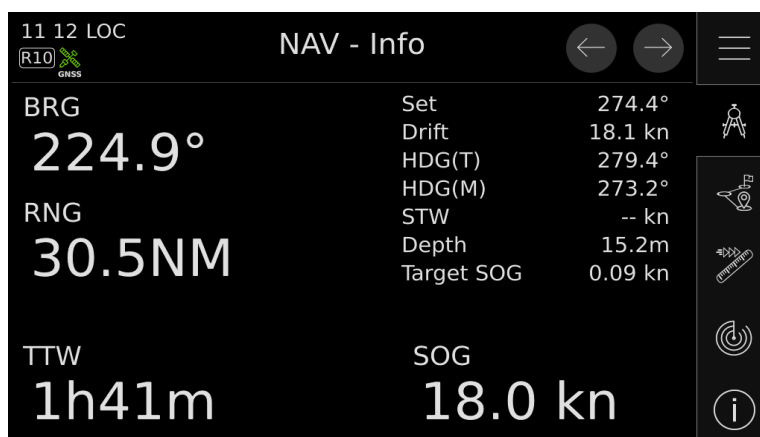 11 12 LOC
NAV - Info
R10
GNSS
BRG
224.9°
RNG
30.5NM
Set 274.4°
Drift 18.1 kn
HDG(T) 279.4°
HDG(M) 273.2°
STW -- kn
Depth 15.2m
Target SOG 0.09 kn
TTW
1h41m
SOG
18.0 kn